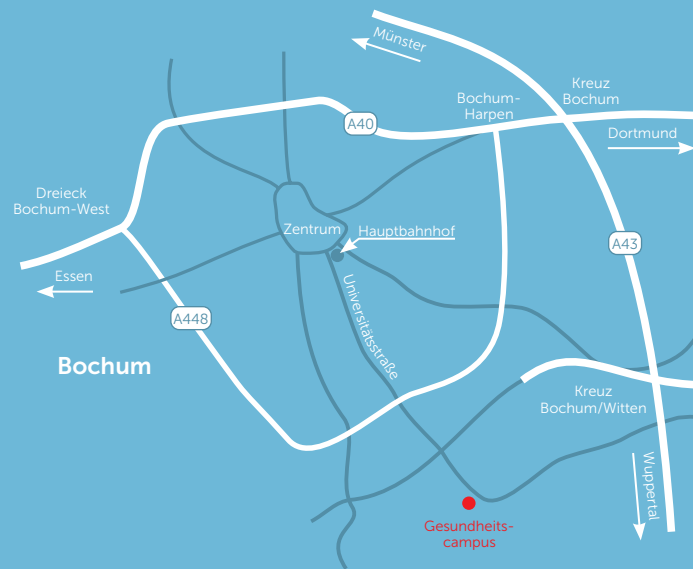 Münster
Kreuz
Bochum
Bochum-
Harpen
A40
Dortmund
Dreieck
Bochum-West
Zentrum
Hauptbahnhof
A43
Essen
A448
Universitätsstraße
Bochum
Kreuz
Bochum/Witten
Wuppertal
Gesundheits-
campus